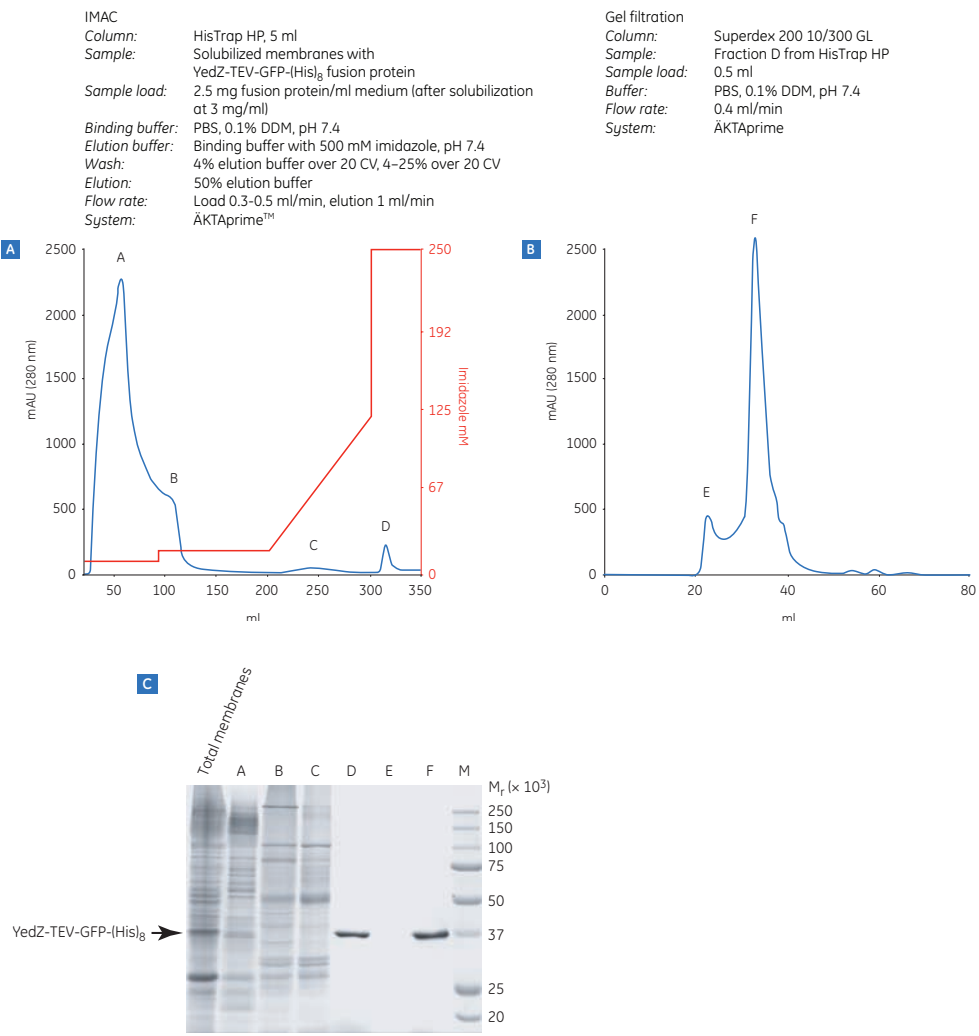 IMAC
Column: HisTrap HP, 5 ml
Sample: Solubilized membranes with
YedZ-TEV-GFP-(His)8 fusion protein
Sample load: 2.5 mg fusion protein/ml medium (after solubilization
at 3 mg/ml)
Binding buffer: PBS, 0.1% DDM, pH 7.4
Elution buffer: Binding buffer with 500 mM imidazole, pH 7.4
Wash: 4% elution buffer over 20 CV, 4–25% over 20 CV
Elution: 50% elution buffer
Flow rate: Load 0.3-0.5 ml/min, elution 1 ml/min
System: ÄKTAprime™
Gel filtration
Column: Superdex 200 10/300 GL
Sample: Fraction D from HisTrap HP
Sample load: 0.5 ml
Buffer: PBS, 0.1% DDM, pH 7.4
Flow rate: 0.4 ml/min
System: ÄKTAprime
A
2500
2000
1500
1000
500
0
mAU (280 nm)
A
B
C
D
250
192
125
67
0
Imidazole mM
50 100 150 200 250 300 350
ml
B
2500
2000
1500
1000
500
0
mAU (280 nm)
E
F
0 20 40 60 80
ml
C
Total membranes A B C D E F M
Mr (× 10³)
250
150
100
75
50
YedZ-TEV-GFP-(His)8
37
25
20